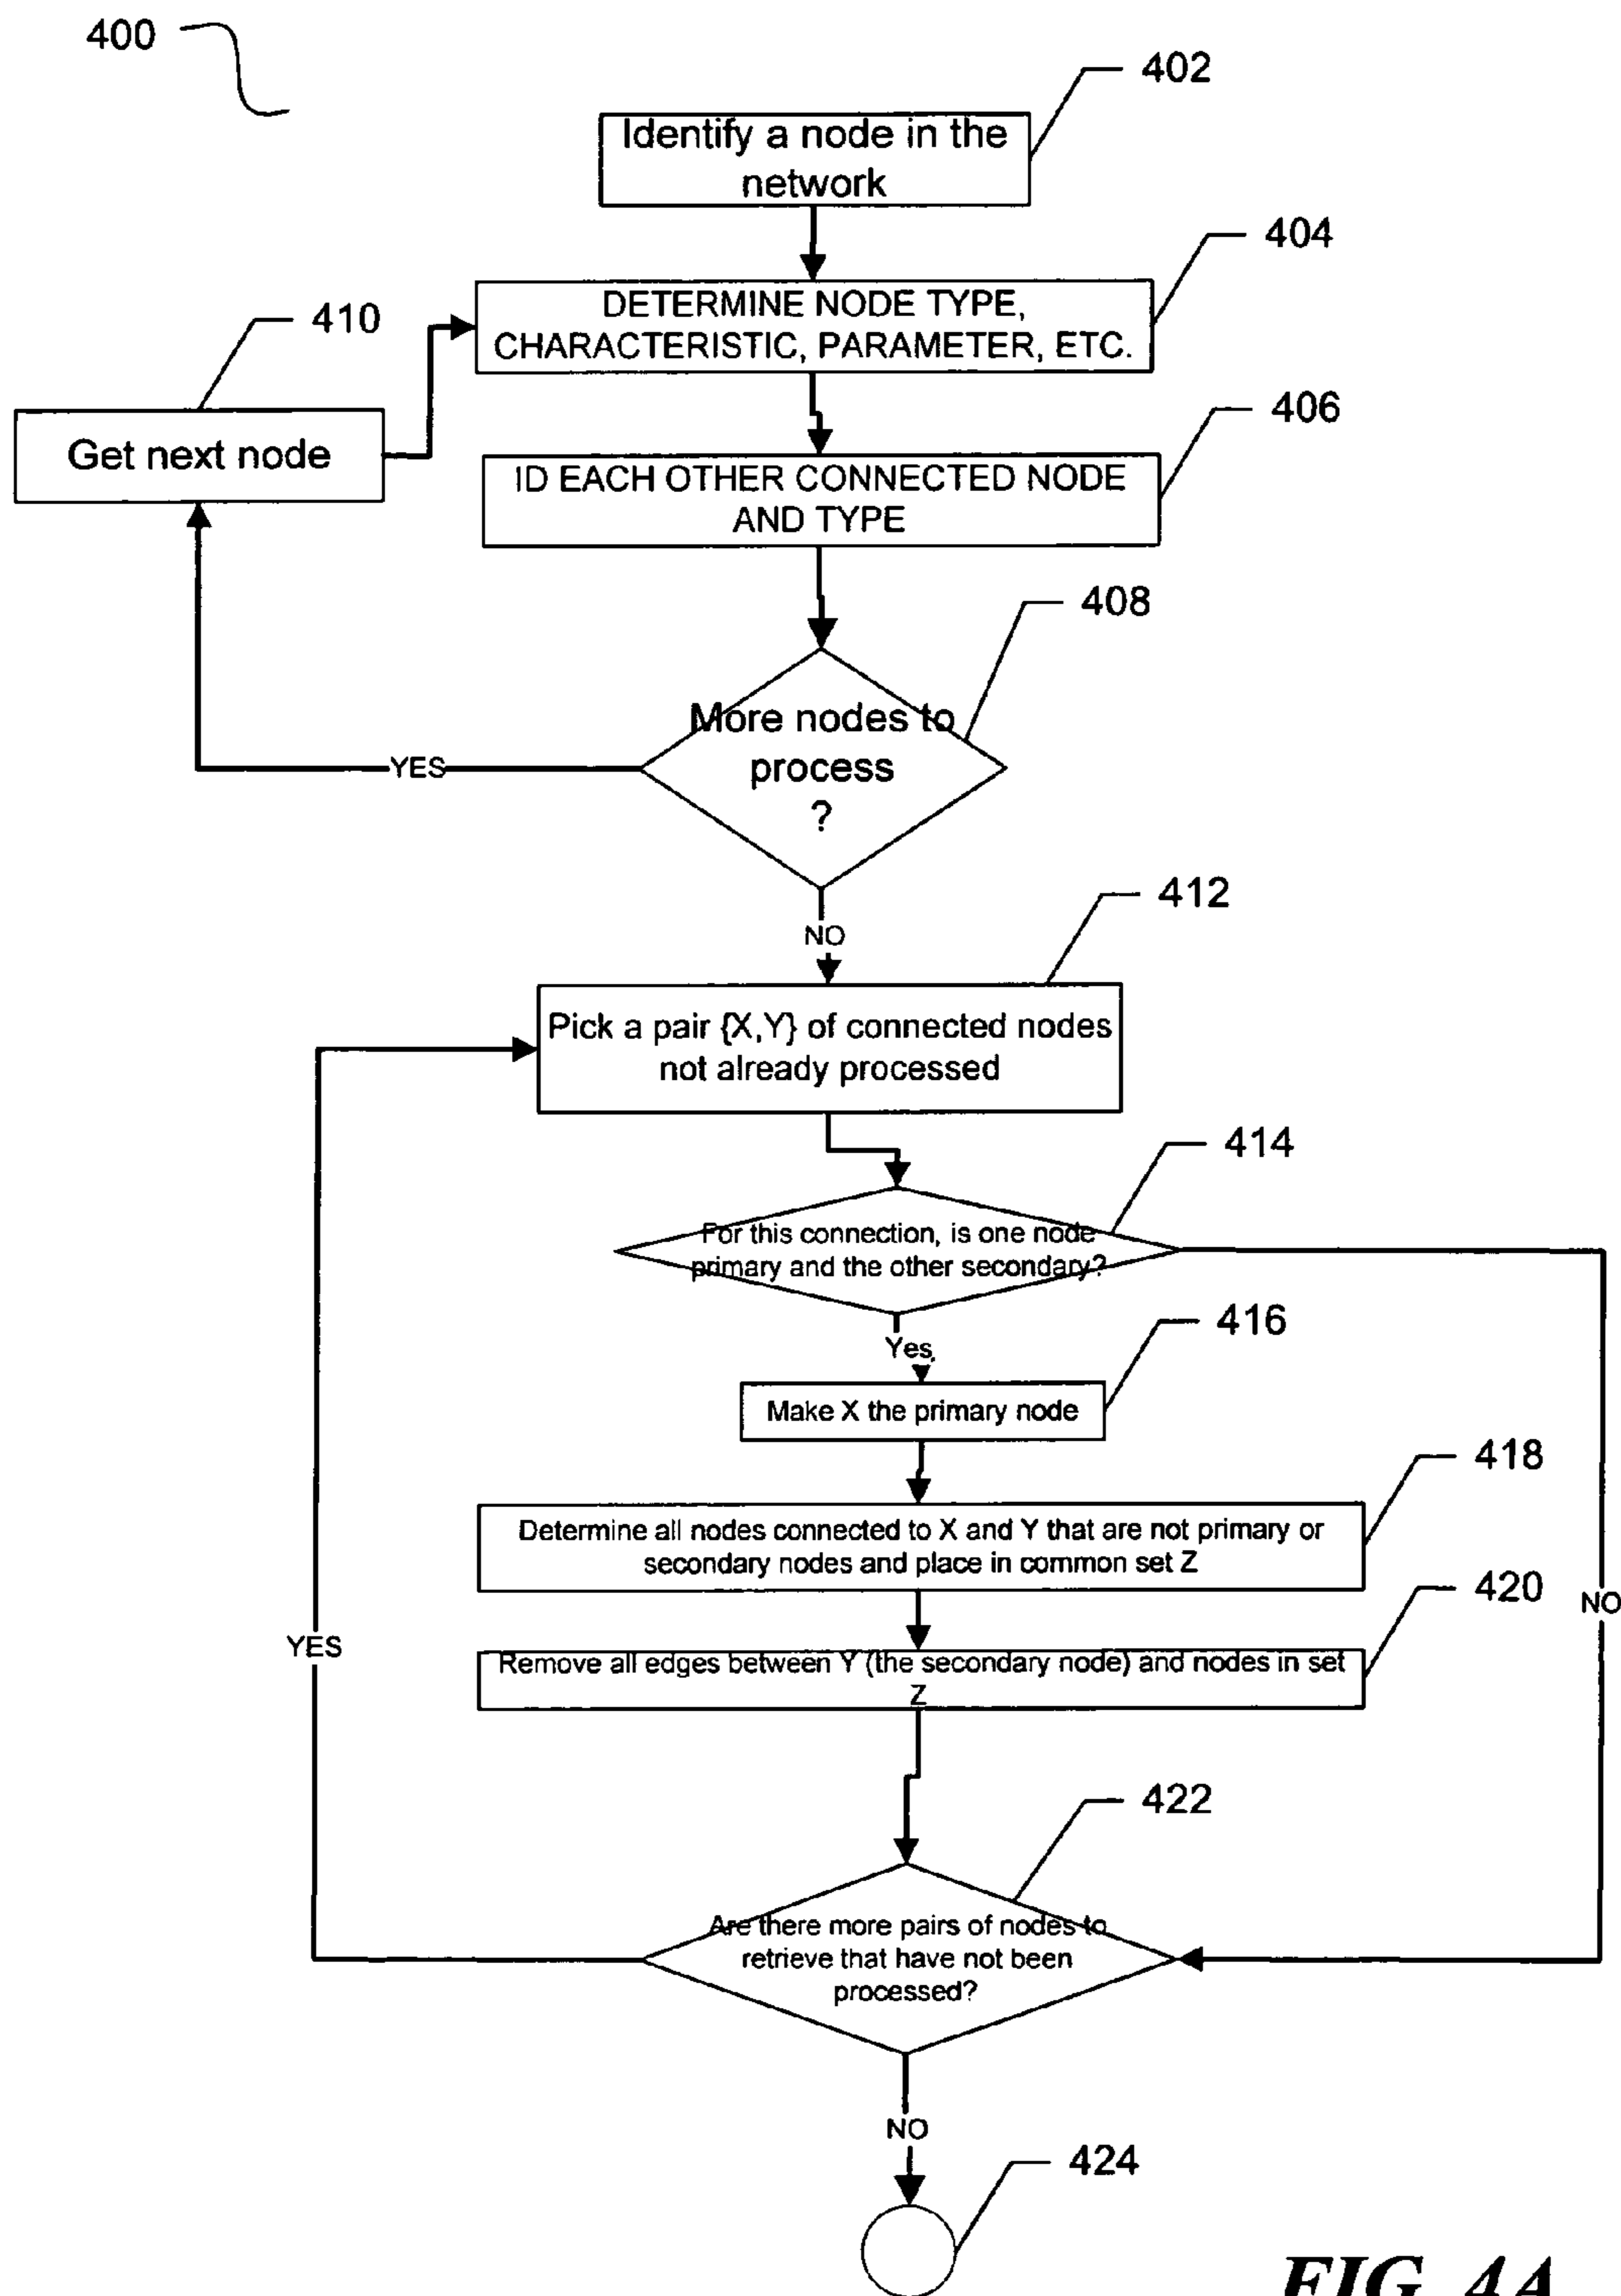 400
402
Identify a node in the
network
404
DETERMINE NODE TYPE,
CHARACTERISTIC, PARAMETER, ETC.
410
Get next node
406
ID EACH OTHER CONNECTED NODE
AND TYPE
408
More nodes to
process
?
YES
NO
412
Pick a pair {X,Y} of connected nodes
not already processed
414
For this connection, is one node
primary and the other secondary?
Yes
416
Make X the primary node
418
Determine all nodes connected to X and Y that are not primary or
secondary nodes and place in common set Z
420
Remove all edges between Y (the secondary node) and nodes in set
Z
NO
YES
422
Are there more pairs of nodes to
retrieve that have not been
processed?
NO
424
FIG. 4A